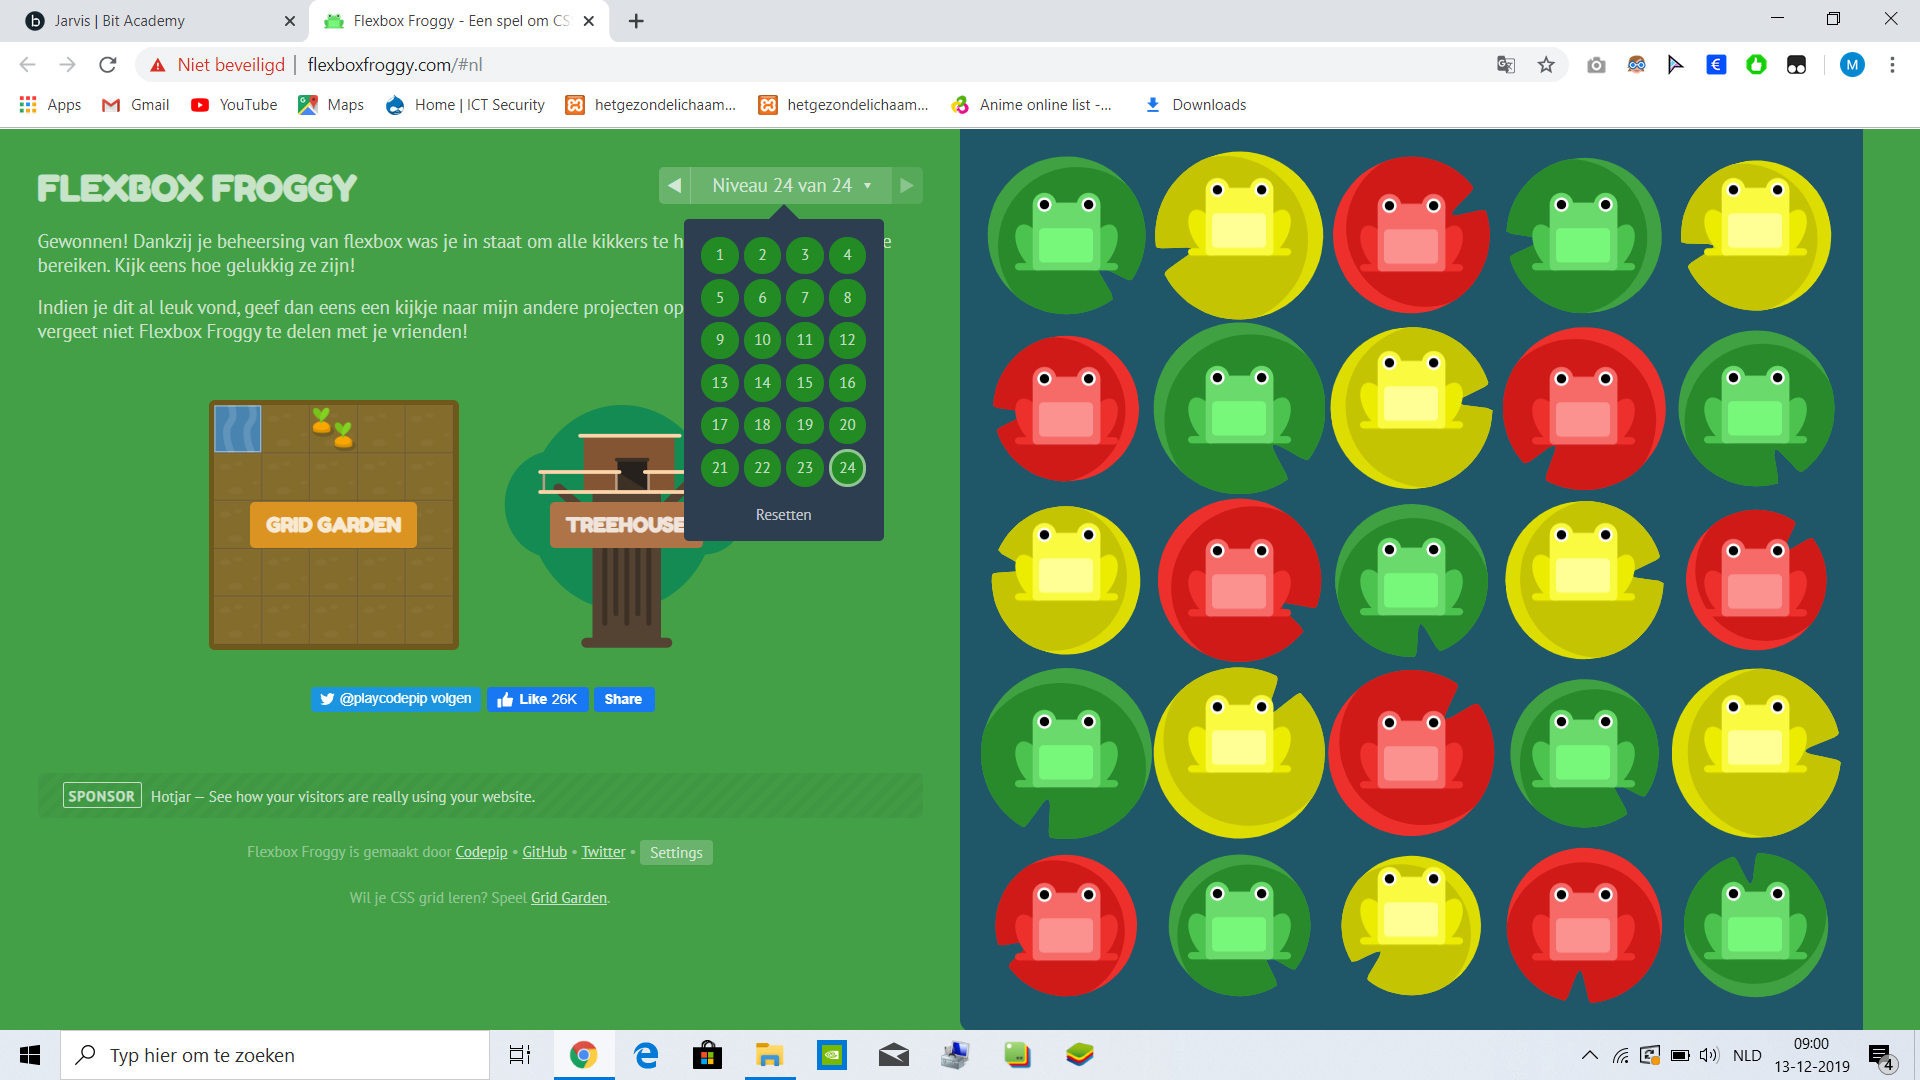 Jarvis | Bit Academy
Flexbox Froggy - Een spel om CS
Niet beveiligd | flexboxfroggy.com/#nl
M
Apps
Gmail
YouTube
Maps
Home | ICT Security
hetgezondelichaam...
hetgezondelichaam...
Anime online list -...
Downloads
FLEXBOX FROGGY
Niveau 24 van 24
Gewonnen! Dankzij je beheersing van flexbox was je in staat om alle kikkers te h
e
bereiken. Kijk eens hoe gelukkig ze zijn!
Indien je dit al leuk vond, geef dan eens een kijkje naar mijn andere projecten op
vergeet niet Flexbox Froggy te delen met je vrienden!
1 2 3 4
5 6 7 8
9 10 11 12
13 14 15 16
17 18 19 20
21 22 23 24
Resetten
GRID GARDEN
TREEHOUSE
@playcodepip volgen
Like 26K
Share
SPONSOR Hotjar — See how your visitors are really using your website.
Flexbox Froggy is gemaakt door Codepip • GitHub • Twitter • Settings
Wil je CSS grid leren? Speel Grid Garden.
Typ hier om te zoeken
NLD
09:00
13-12-2019
4